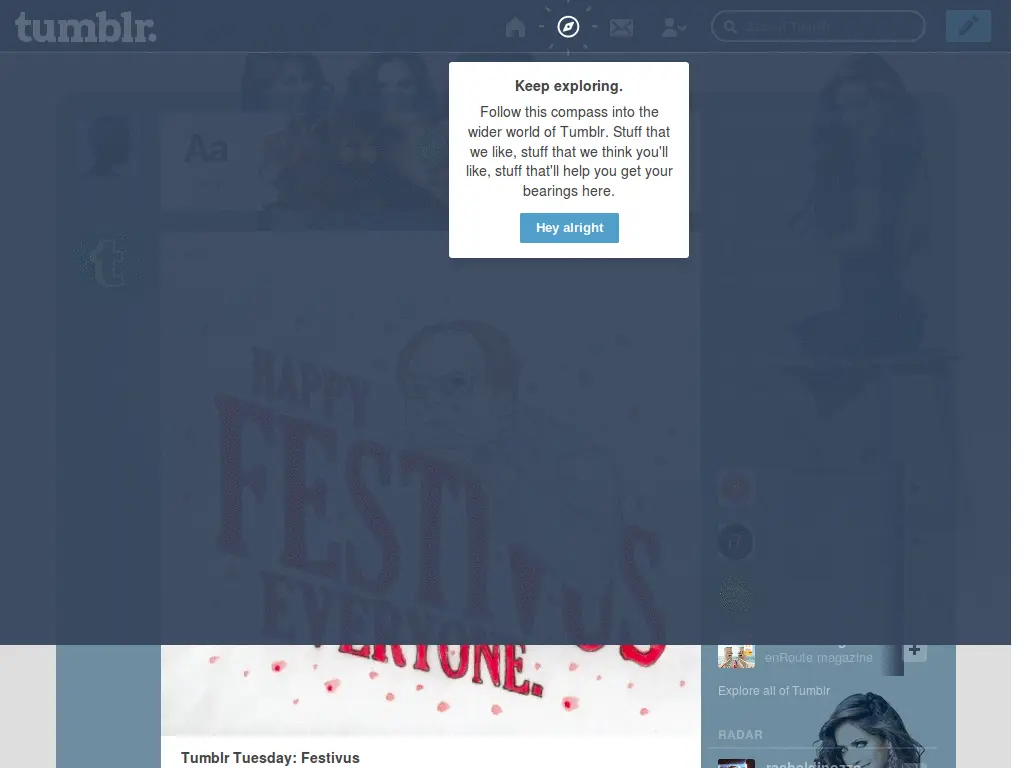 tumblr.
Search Tumblr
Keep exploring.
Follow this compass into the
wider world of Tumblr. Stuff that
we like, stuff that we think you'll
like, stuff that'll help you get your
bearings here.
Hey alright
Aa
t
HAPPY
FESTIVUS
EVERYONE.
enRoute magazine
Explore all of Tumblr
RADAR
Tumblr Tuesday: Festivus